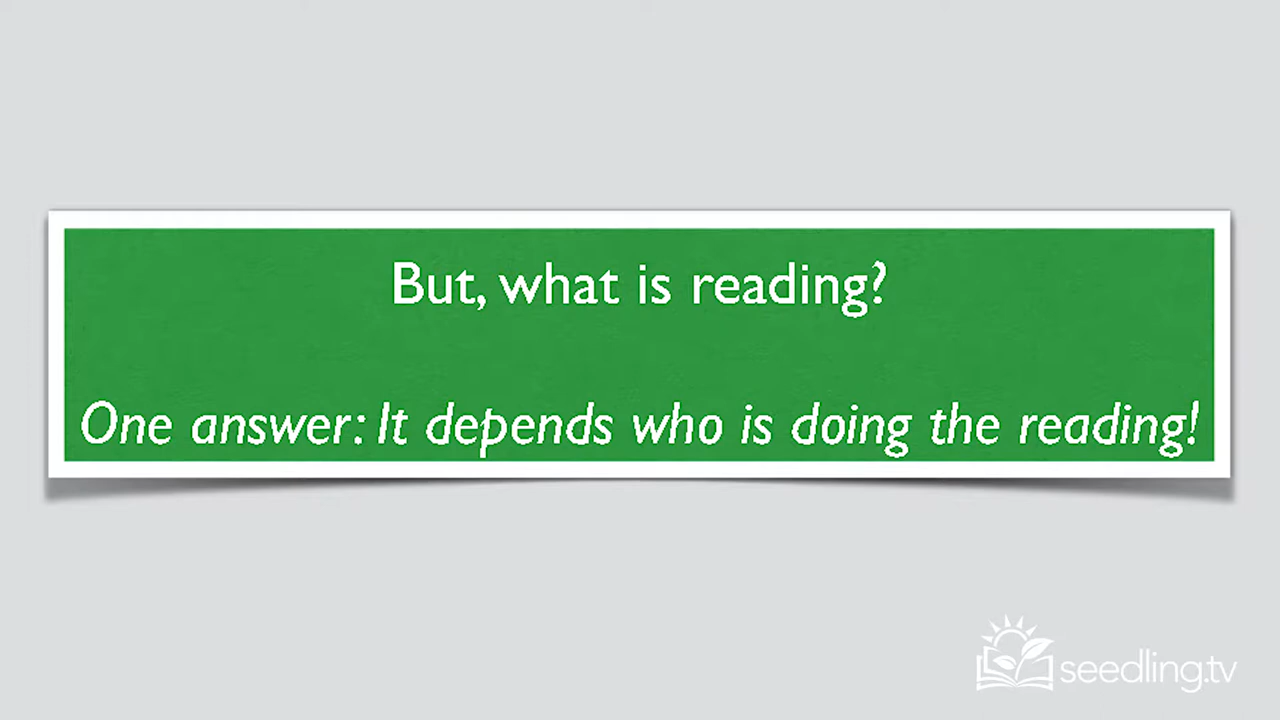 But, what is reading?
One answer: It depends who is doing the reading!
seedling.tv